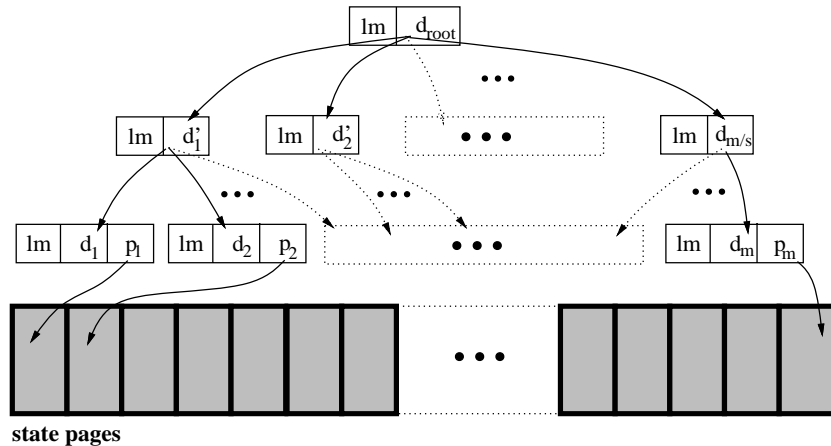 lm d_root
lm d'_1 lm d'_2 lm d_m/s
lm d_1 p_1 lm d_2 p_2 lm d_m p_m
state pages